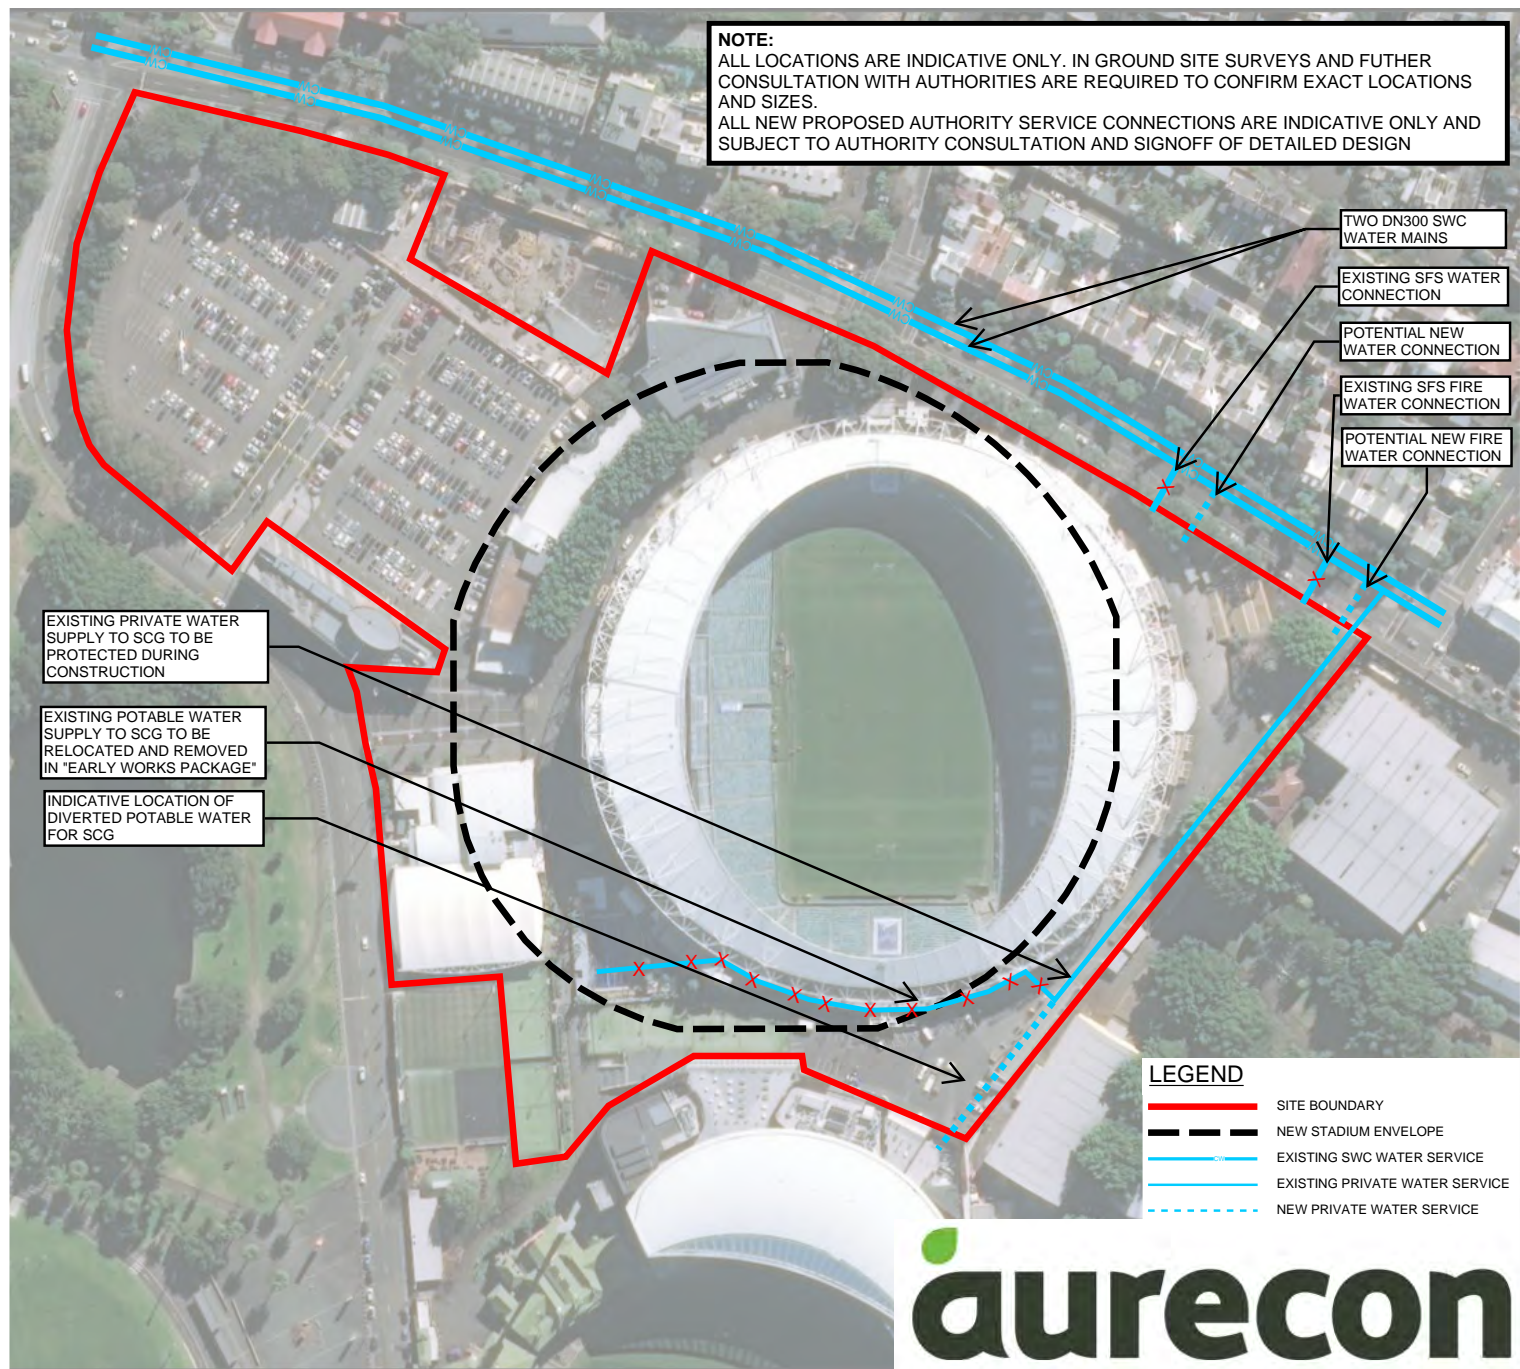 NOTE:
ALL LOCATIONS ARE INDICATIVE ONLY. IN GROUND SITE SURVEYS AND FUTHER
CONSULTATION WITH AUTHORITIES ARE REQUIRED TO CONFIRM EXACT LOCATIONS
AND SIZES.
ALL NEW PROPOSED AUTHORITY SERVICE CONNECTIONS ARE INDICATIVE ONLY AND
SUBJECT TO AUTHORITY CONSULTATION AND SIGNOFF OF DETAILED DESIGN
TWO DN300 SWC
WATER MAINS
EXISTING SFS WATER
CONNECTION
POTENTIAL NEW
WATER CONNECTION
EXISTING SFS FIRE
WATER CONNECTION
POTENTIAL NEW FIRE
WATER CONNECTION
EXISTING PRIVATE WATER
SUPPLY TO SCG TO BE
PROTECTED DURING
CONSTRUCTION
EXISTING POTABLE WATER
SUPPLY TO SCG TO BE
RELOCATED AND REMOVED
IN "EARLY WORKS PACKAGE"
INDICATIVE LOCATION OF
DIVERTED POTABLE WATER
FOR SCG
LEGEND
SITE BOUNDARY
NEW STADIUM ENVELOPE
EXISTING SWC WATER SERVICE
EXISTING PRIVATE WATER SERVICE
NEW PRIVATE WATER SERVICE
aurecon